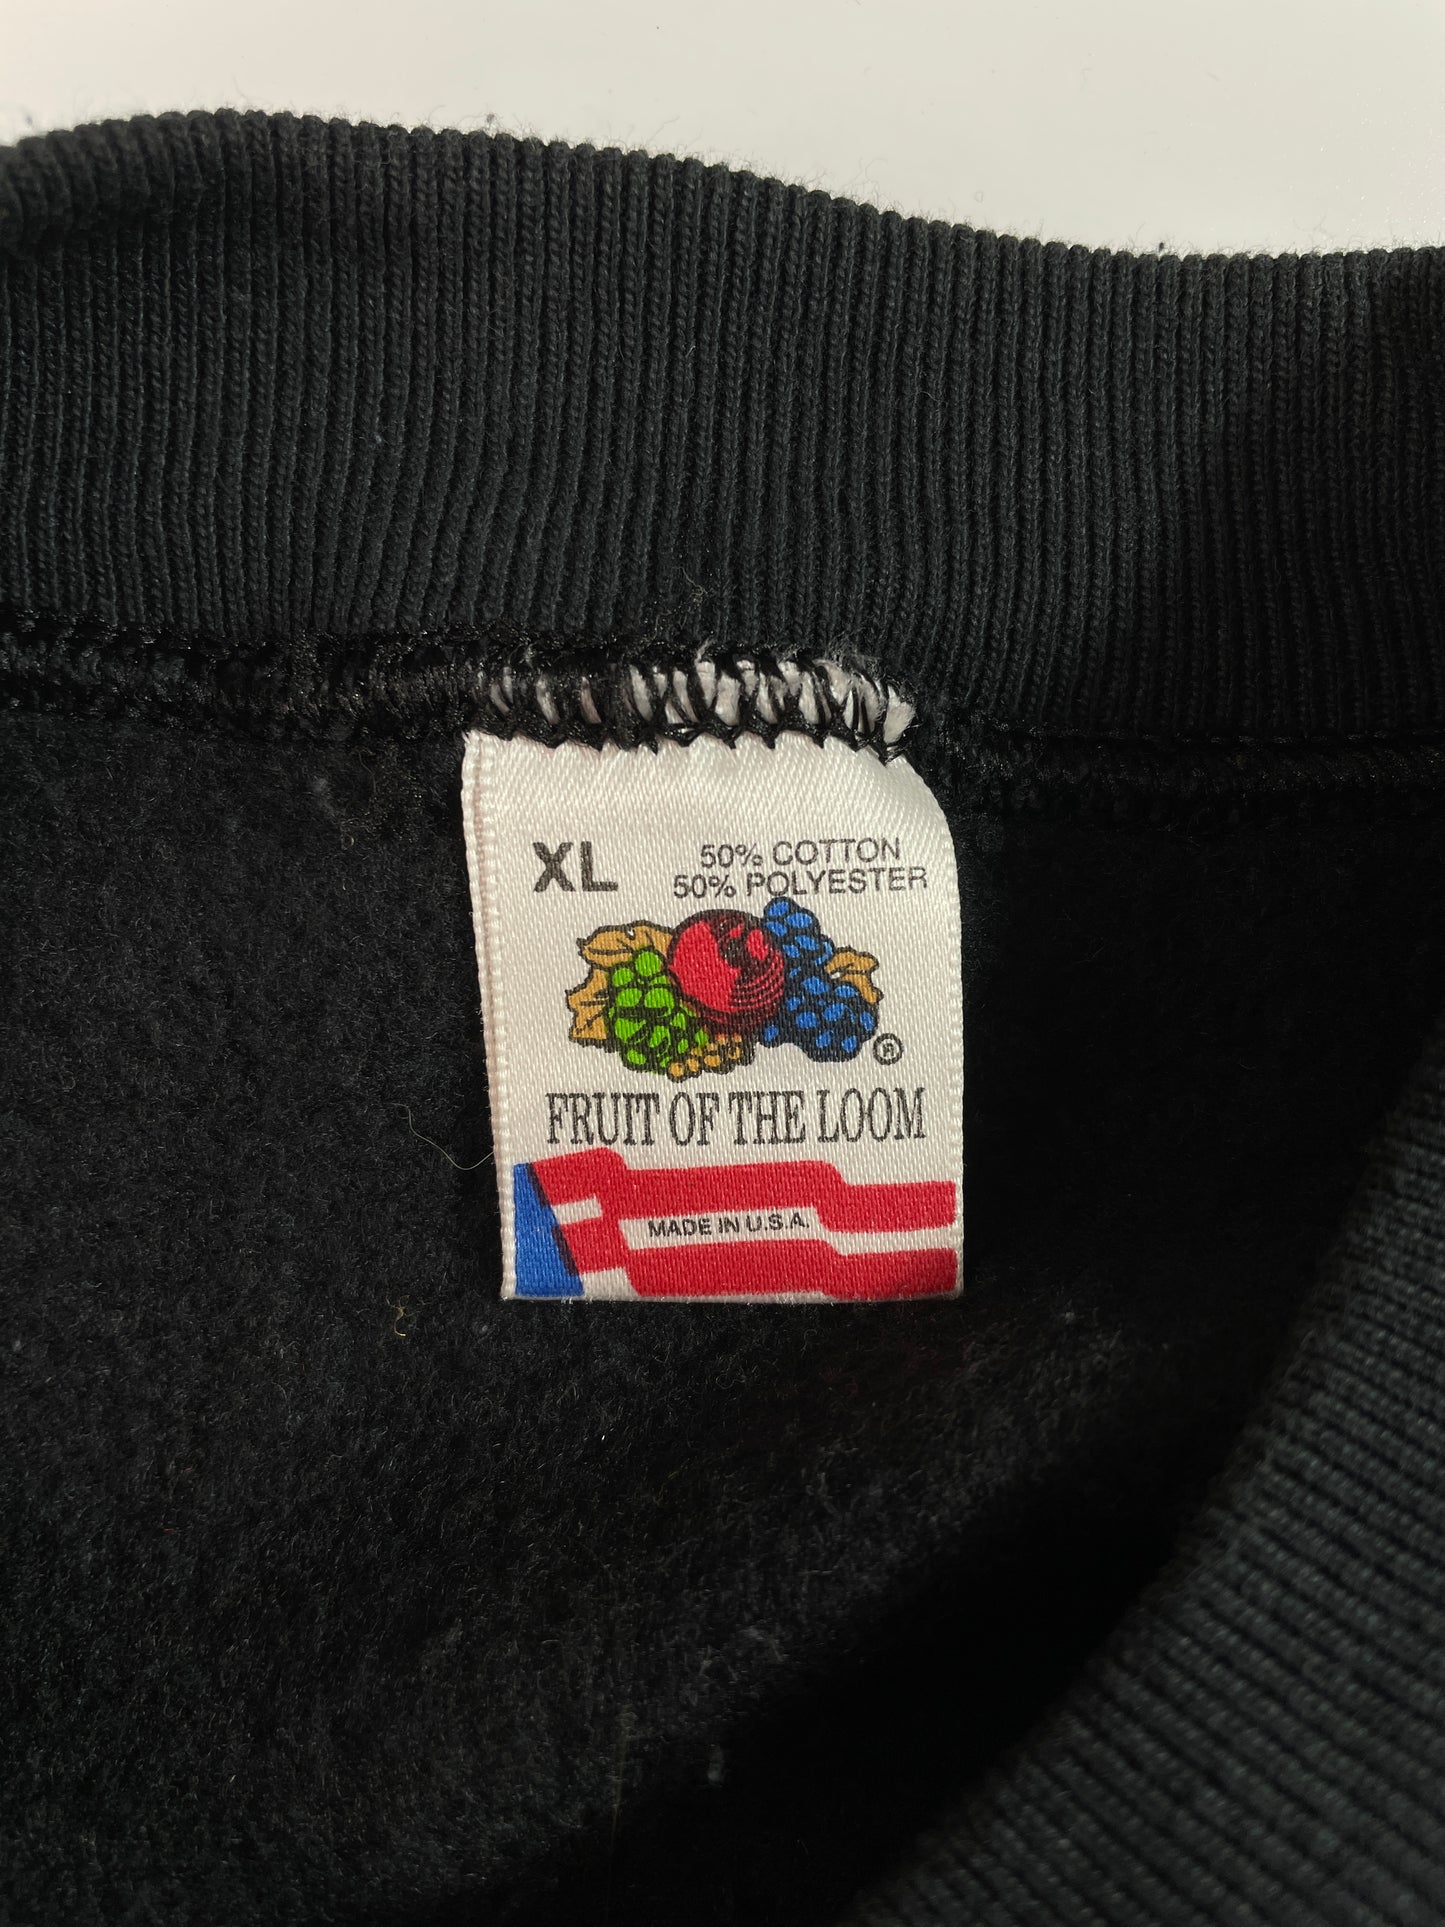 XL
50% COTTON
50% POLYESTER
®
FRUIT OF THE LOOM
MADE IN U.S.A.